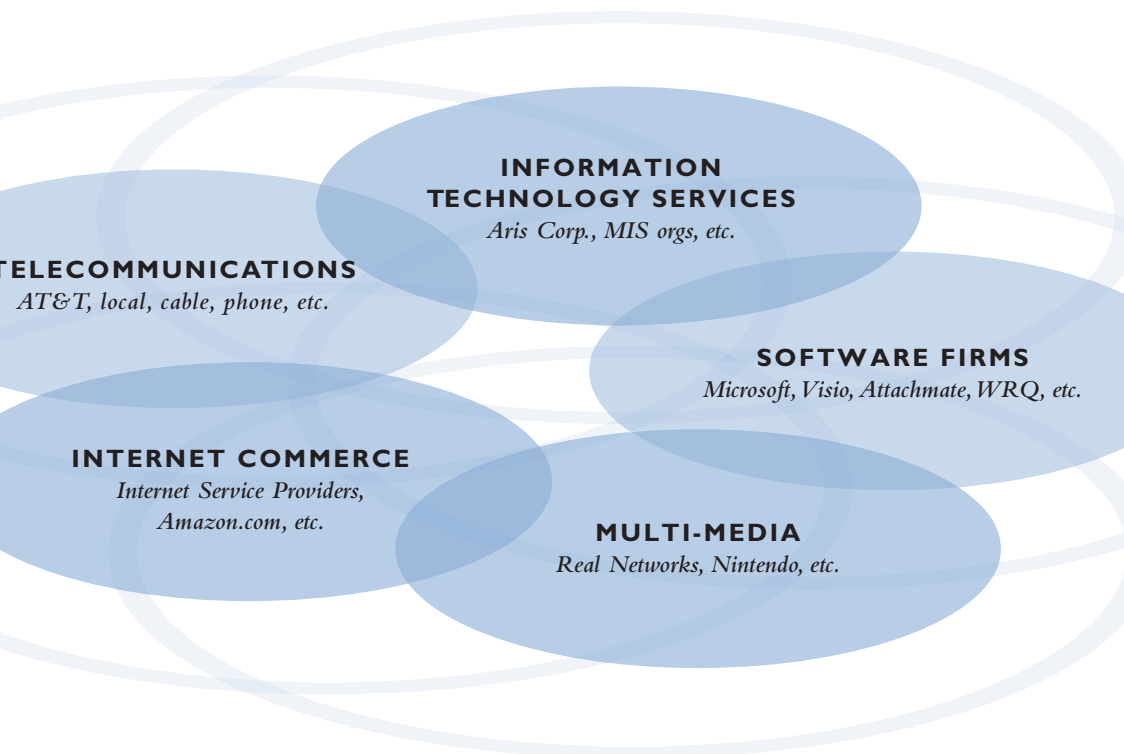 INFORMATION
TECHNOLOGY SERVICES
Aris Corp., MIS orgs, etc.
TELECOMMUNICATIONS
AT&T, local, cable, phone, etc.
SOFTWARE FIRMS
Microsoft, Visio, Attachmate, WRQ, etc.
INTERNET COMMERCE
Internet Service Providers,
Amazon.com, etc.
MULTI-MEDIA
Real Networks, Nintendo, etc.